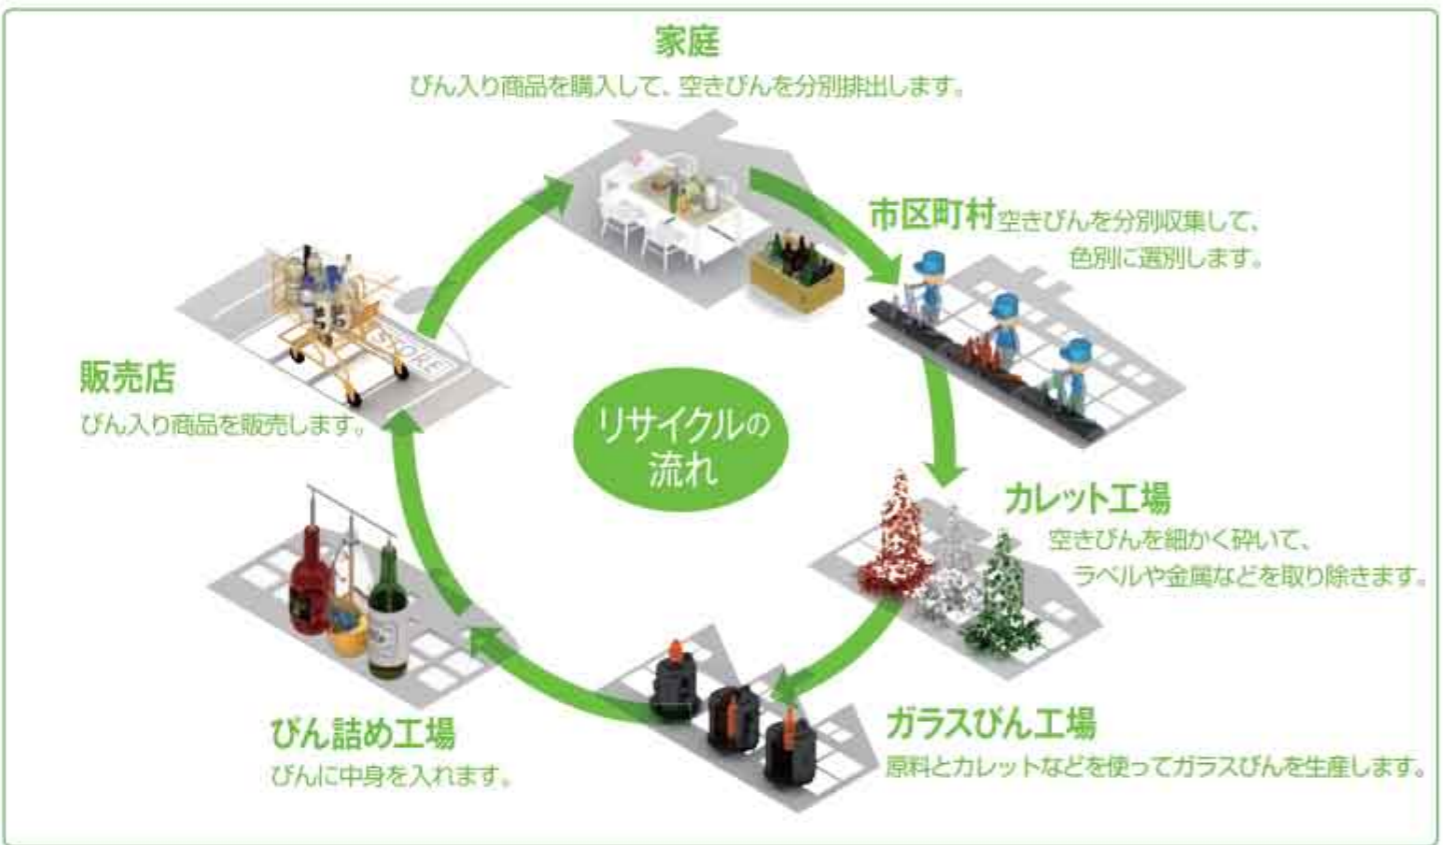 家庭
びん入り商品を購入して、空きびんを分別排出します。
市区町村 空きびんを分別収集して、
色別に選別します。
販売店
びん入り商品を販売します。
STORE
リサイクルの
流れ
カレット工場
空きびんを細かく砕いて、
ラベルや金属などを取り除きます。
びん詰め工場
びんに中身を入れます。
ガラスびん工場
原料とカレットなどを使ってガラスびんを生産します。